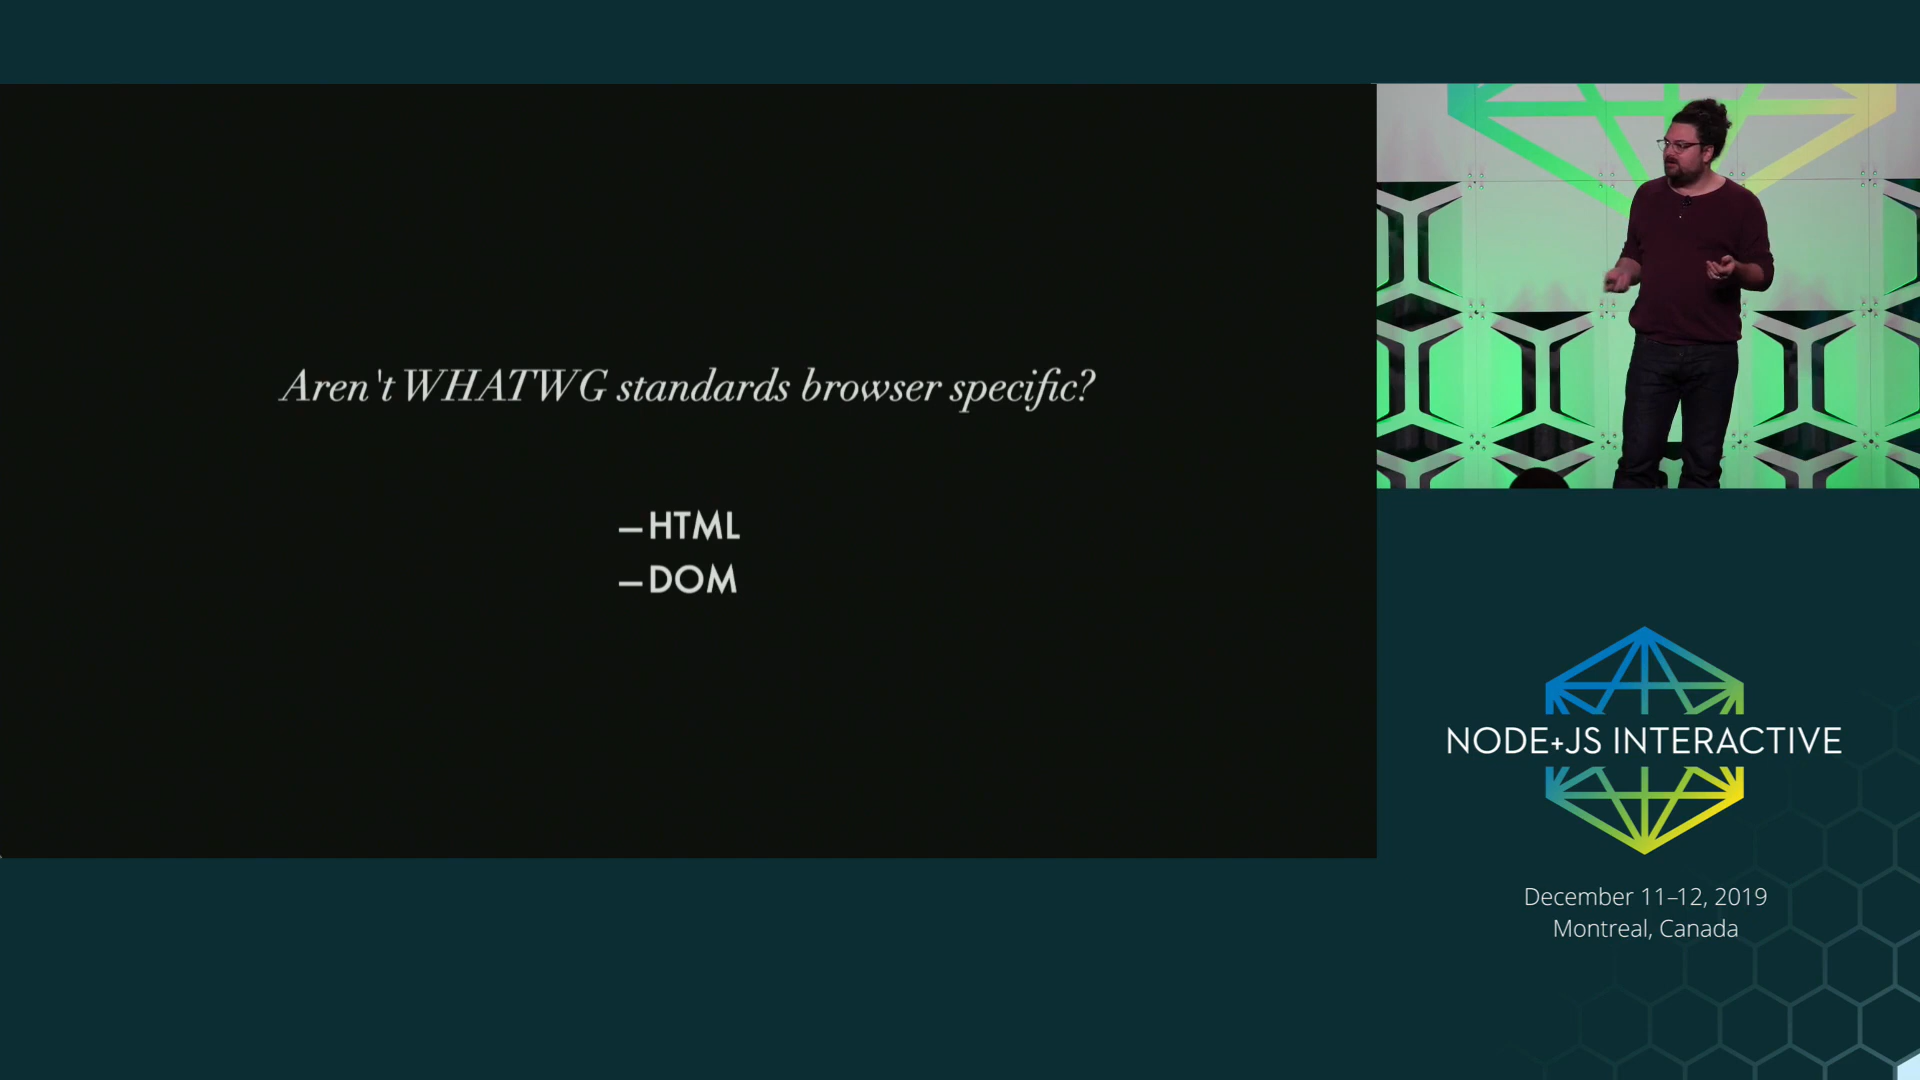 Aren't WHATWG standards browser specific?
—HTML
—DOM
NODE+JS INTERACTIVE
December 11–12, 2019
Montreal, Canada